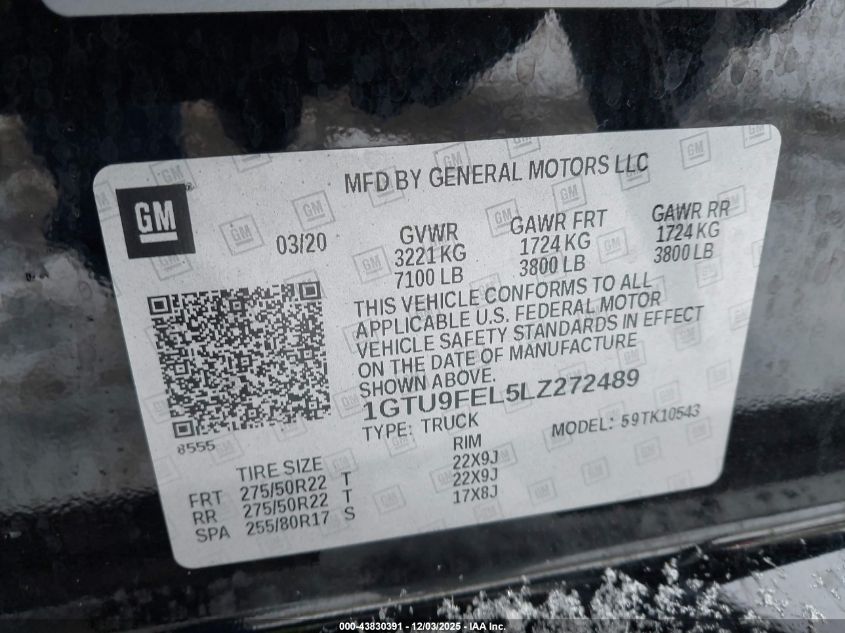 GM
MFD BY GENERAL MOTORS LLC
03/20
GVWR
3221 KG
7100 LB
GAWR FRT
1724 KG
3800 LB
GAWR RR
1724 KG
3800 LB
THIS VEHICLE CONFORMS TO ALL
APPLICABLE U.S. FEDERAL MOTOR
VEHICLE SAFETY STANDARDS IN EFFECT
ON THE DATE OF MANUFACTURE
SHOWN ABOVE.
1GTU9FEL5LZ272489
TYPE: TRUCK
MODEL: 59TK10543
8555
TIRE SIZE RIM
FRT 275/50R22 T 22X9J
RR 275/50R22 T 22X9J
SPA 255/80R17 S 17X8J
000-43830391 - 12/03/2025 - IAA Inc.